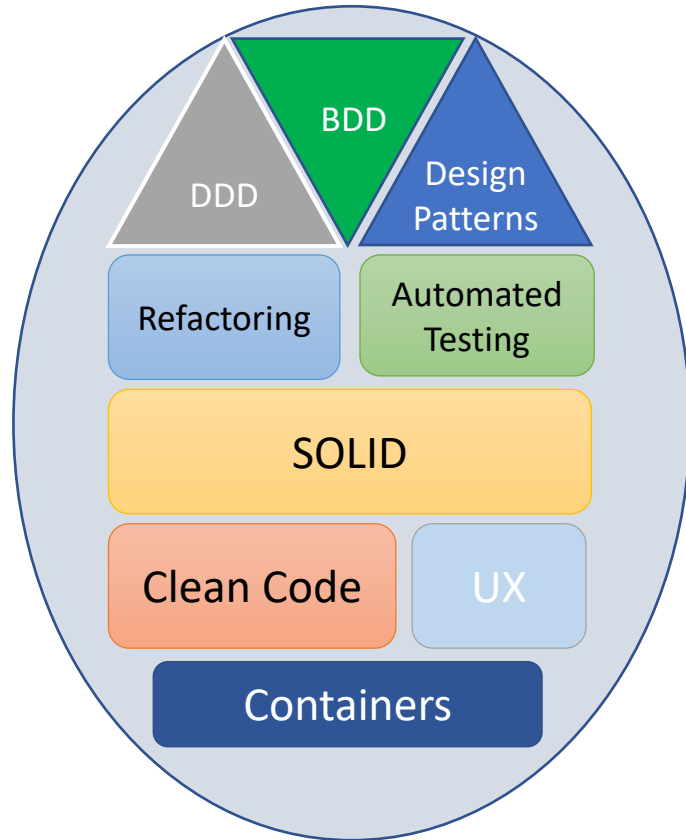 BDD
DDD
Design
Patterns
Refactoring
Automated
Testing
SOLID
Clean Code
UX
Containers